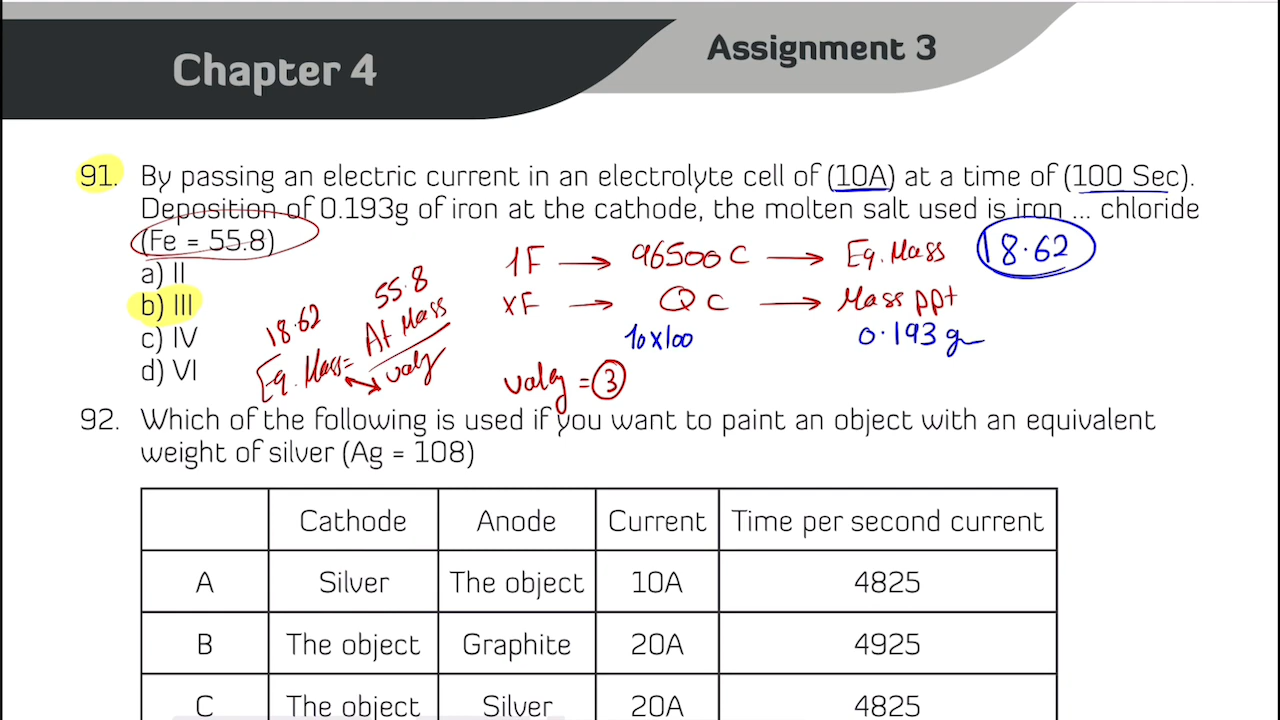 Chapter 4
Assignment 3
91. By passing an electric current in an electrolyte cell of (10A) at a time of (100 Sec).
Deposition of 0.193g of iron at the cathode, the molten salt used is iron ... chloride
(Fe = 55.8)
a) II
b) III
c) IV
d) VI
1F → 96500 C → Eq. Mass 18.62
xF → Q C → Mass ppt
10x100 0.193 g
18.62 55.8
Eq. Mass = At Mass
valy
valey = 3
92. Which of the following is used if you want to paint an object with an equivalent
weight of silver (Ag = 108)
Cathode Anode Current Time per second current
A Silver The object 10A 4825
B The object Graphite 20A 4925
C The object Silver 20A 4825